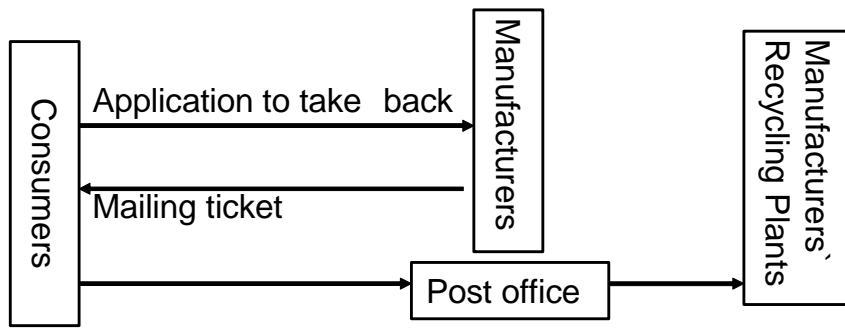 Consumers
Application to take back
Mailing ticket
Manufacturers
Post office
Manufacturers`
Recycling Plants